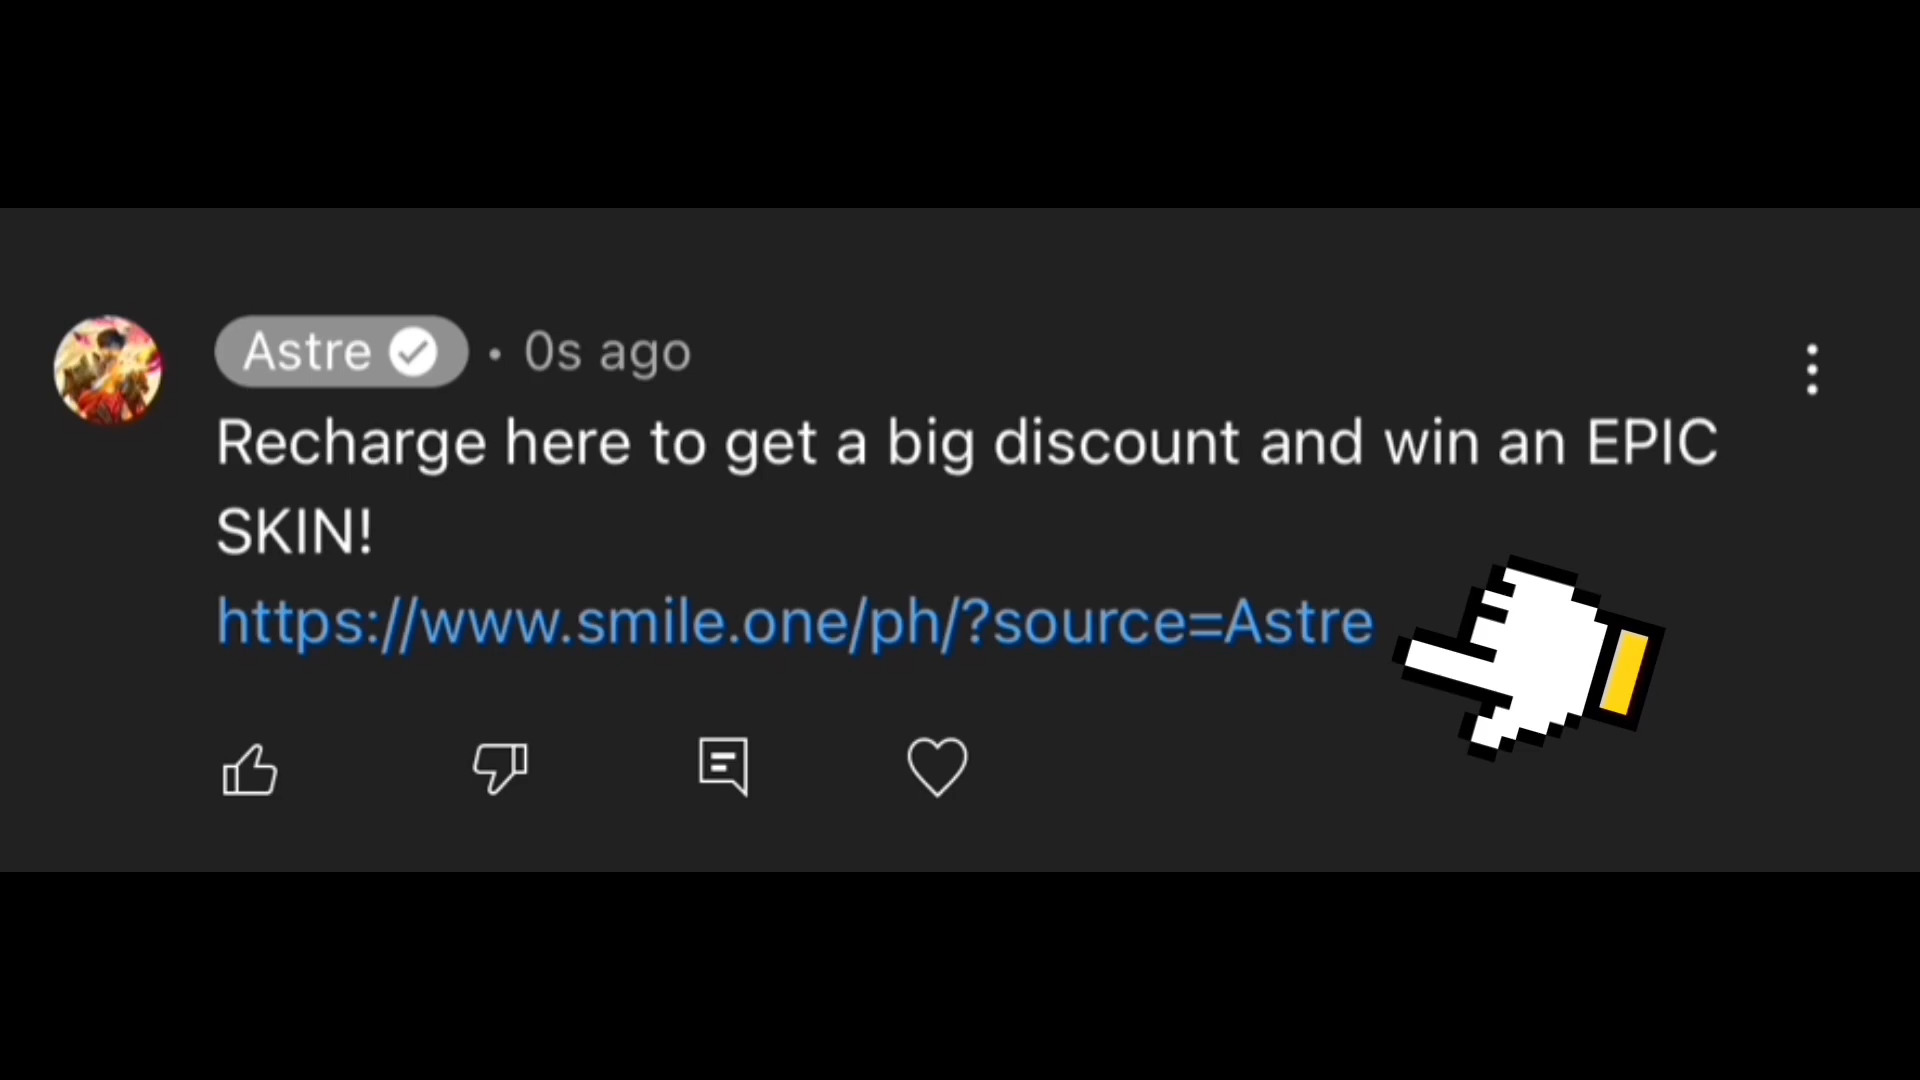 Astre • 0s ago
Recharge here to get a big discount and win an EPIC
SKIN!
https://www.smile.one/ph/?source=Astre